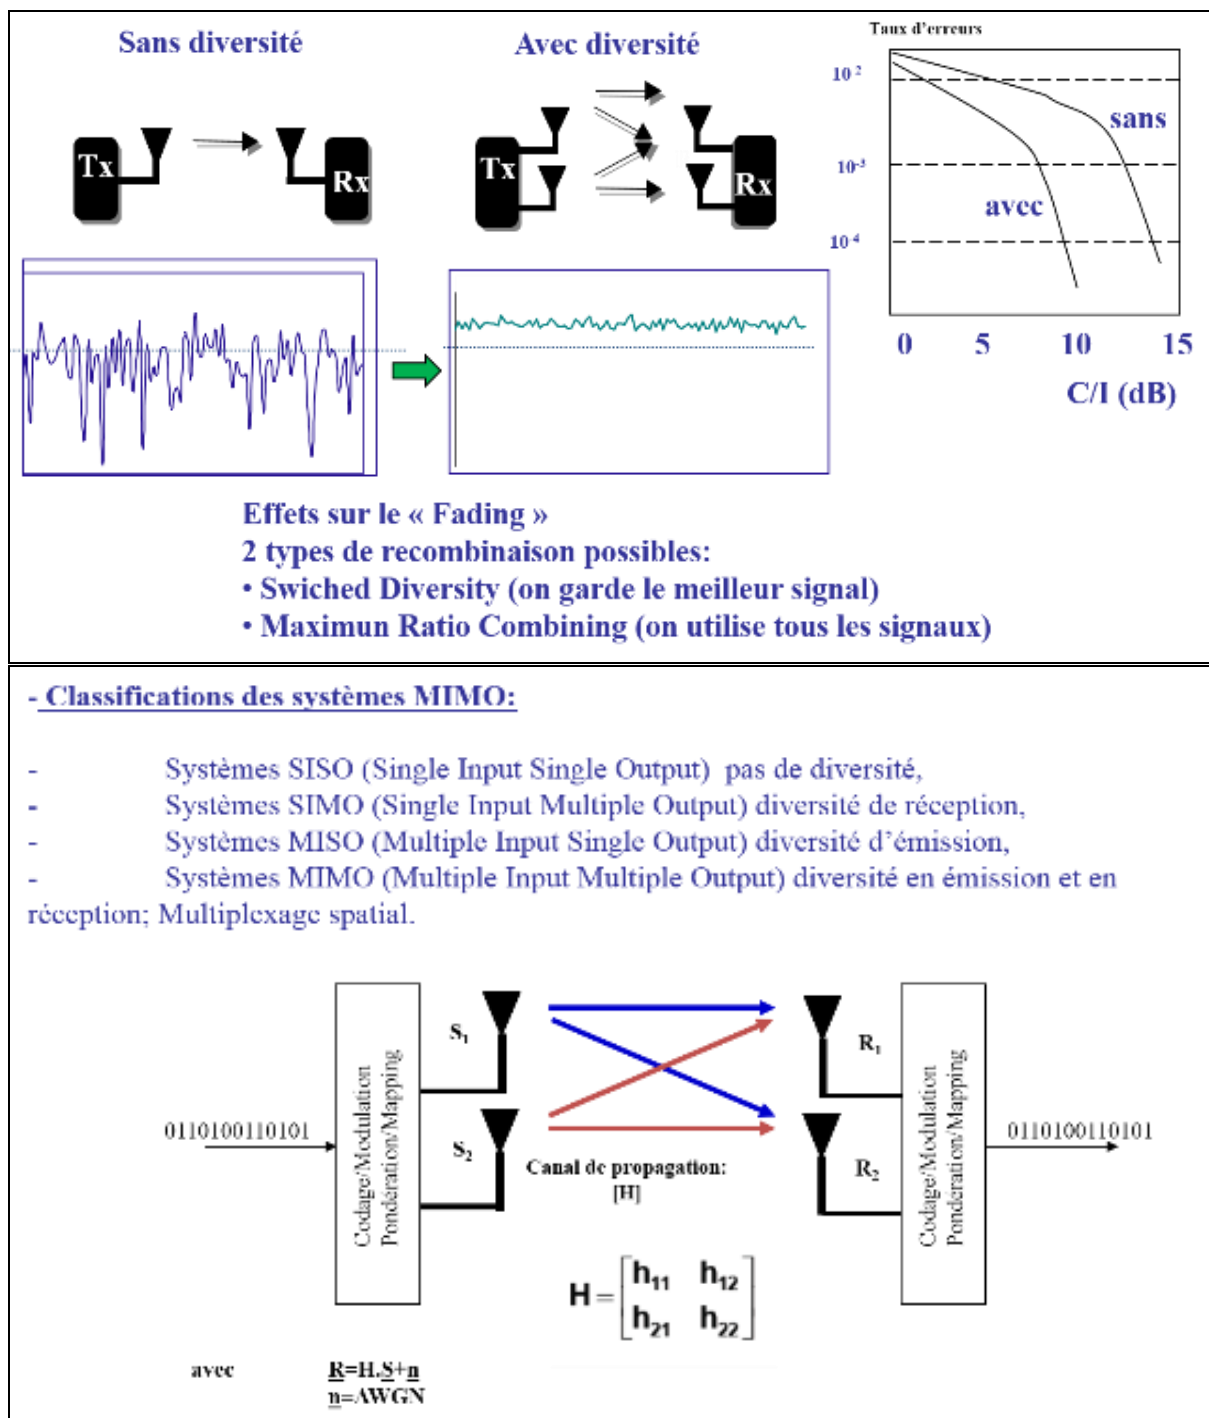 Sans diversité
Avec diversité
Taux d'erreurs
10-2
sans
10-3
avec
10-4
Tx
Rx
Tx
Rx
0 5 10 15
C/I (dB)
Effets sur le « Fading »
2 types de recombinaison possibles:
• Swiched Diversity (on garde le meilleur signal)
• Maximun Ratio Combining (on utilise tous les signaux)
- Classifications des systèmes MIMO:
- Systèmes SISO (Single Input Single Output) pas de diversité,
- Systèmes SIMO (Single Input Multiple Output) diversité de réception,
- Systèmes MISO (Multiple Input Single Output) diversité d'émission,
- Systèmes MIMO (Multiple Input Multiple Output) diversité en émission et en
réception; Multiplexage spatial.
0110100110101
Codage/Modulation
Pondération/Mapping
S1
S2
Canal de propagation:
[H]
R1
R2
Codage/Modulation
Pondération/Mapping
0110100110101
H = [h11 h12
h21 h22]
avec R=H.S+n
n=AWGN